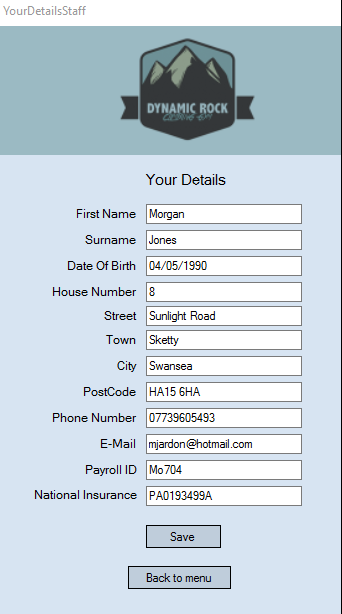 YourDetailsStaff
DYNAMIC ROCK
Your Details
First Name Morgan
Surname Jones
Date Of Birth 04/05/1990
House Number 8
Street Sunlight Road
Town Sketty
City Swansea
PostCode HA15 6HA
Phone Number 07739605493
E-Mail mjardon@hotmail.com
Payroll ID Mo704
National Insurance PA0193499A
Save
Back to menu